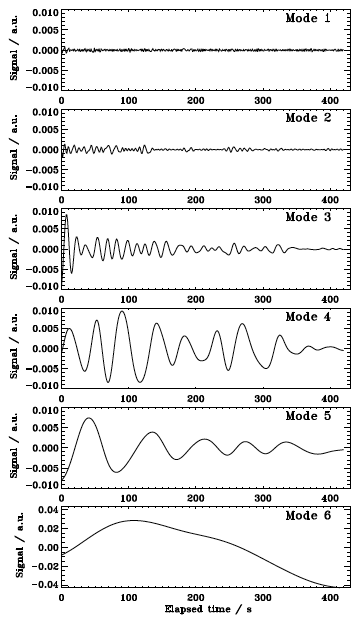 Mode 1
Signal / a.u.
0.010
0.005
0.000
−0.005
−0.010
0 100 200 300 400
Mode 2
Signal / a.u.
0.010
0.005
0.000
−0.005
−0.010
0 100 200 300 400
Mode 3
Signal / a.u.
0.010
0.005
0.000
−0.005
−0.010
0 100 200 300 400
Mode 4
Signal / a.u.
0.010
0.005
0.000
−0.005
−0.010
0 100 200 300 400
Mode 5
Signal / a.u.
0.010
0.005
0.000
−0.005
−0.010
0 100 200 300 400
Mode 6
Signal / a.u.
0.04
0.02
0.00
−0.02
−0.04
0 100 200 300 400
Elapsed time / s